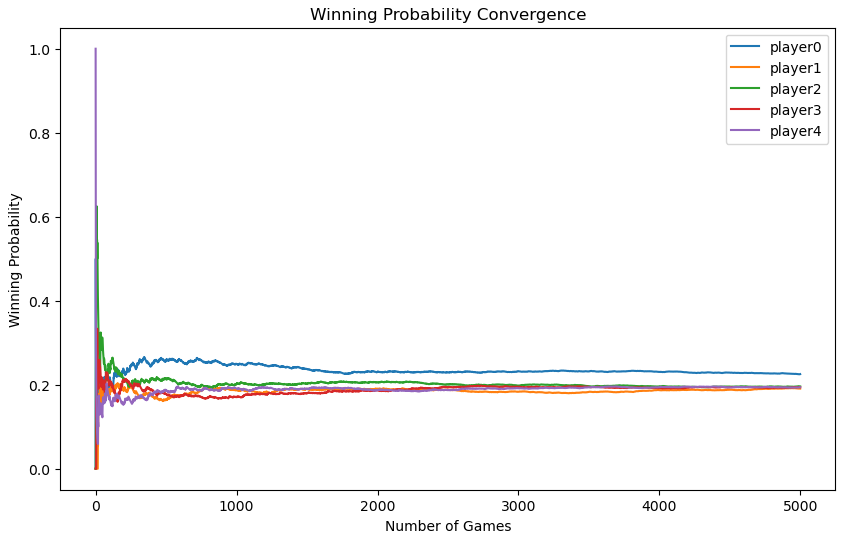 Winning Probability Convergence
player0
player1
player2
player3
player4
1.0
0.8
0.6
0.4
0.2
0.0
Winning Probability
0 1000 2000 3000 4000 5000
Number of Games